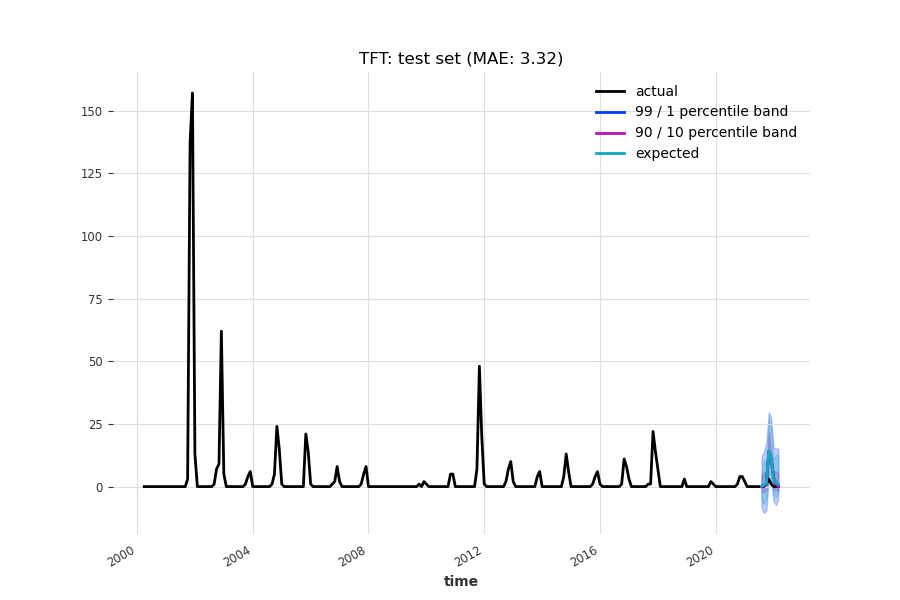 TFT: test set (MAE: 3.32)
actual
99 / 1 percentile band
90 / 10 percentile band
expected
150
125
100
75
50
25
0
2000
2004
2008
2012
2016
2020
time